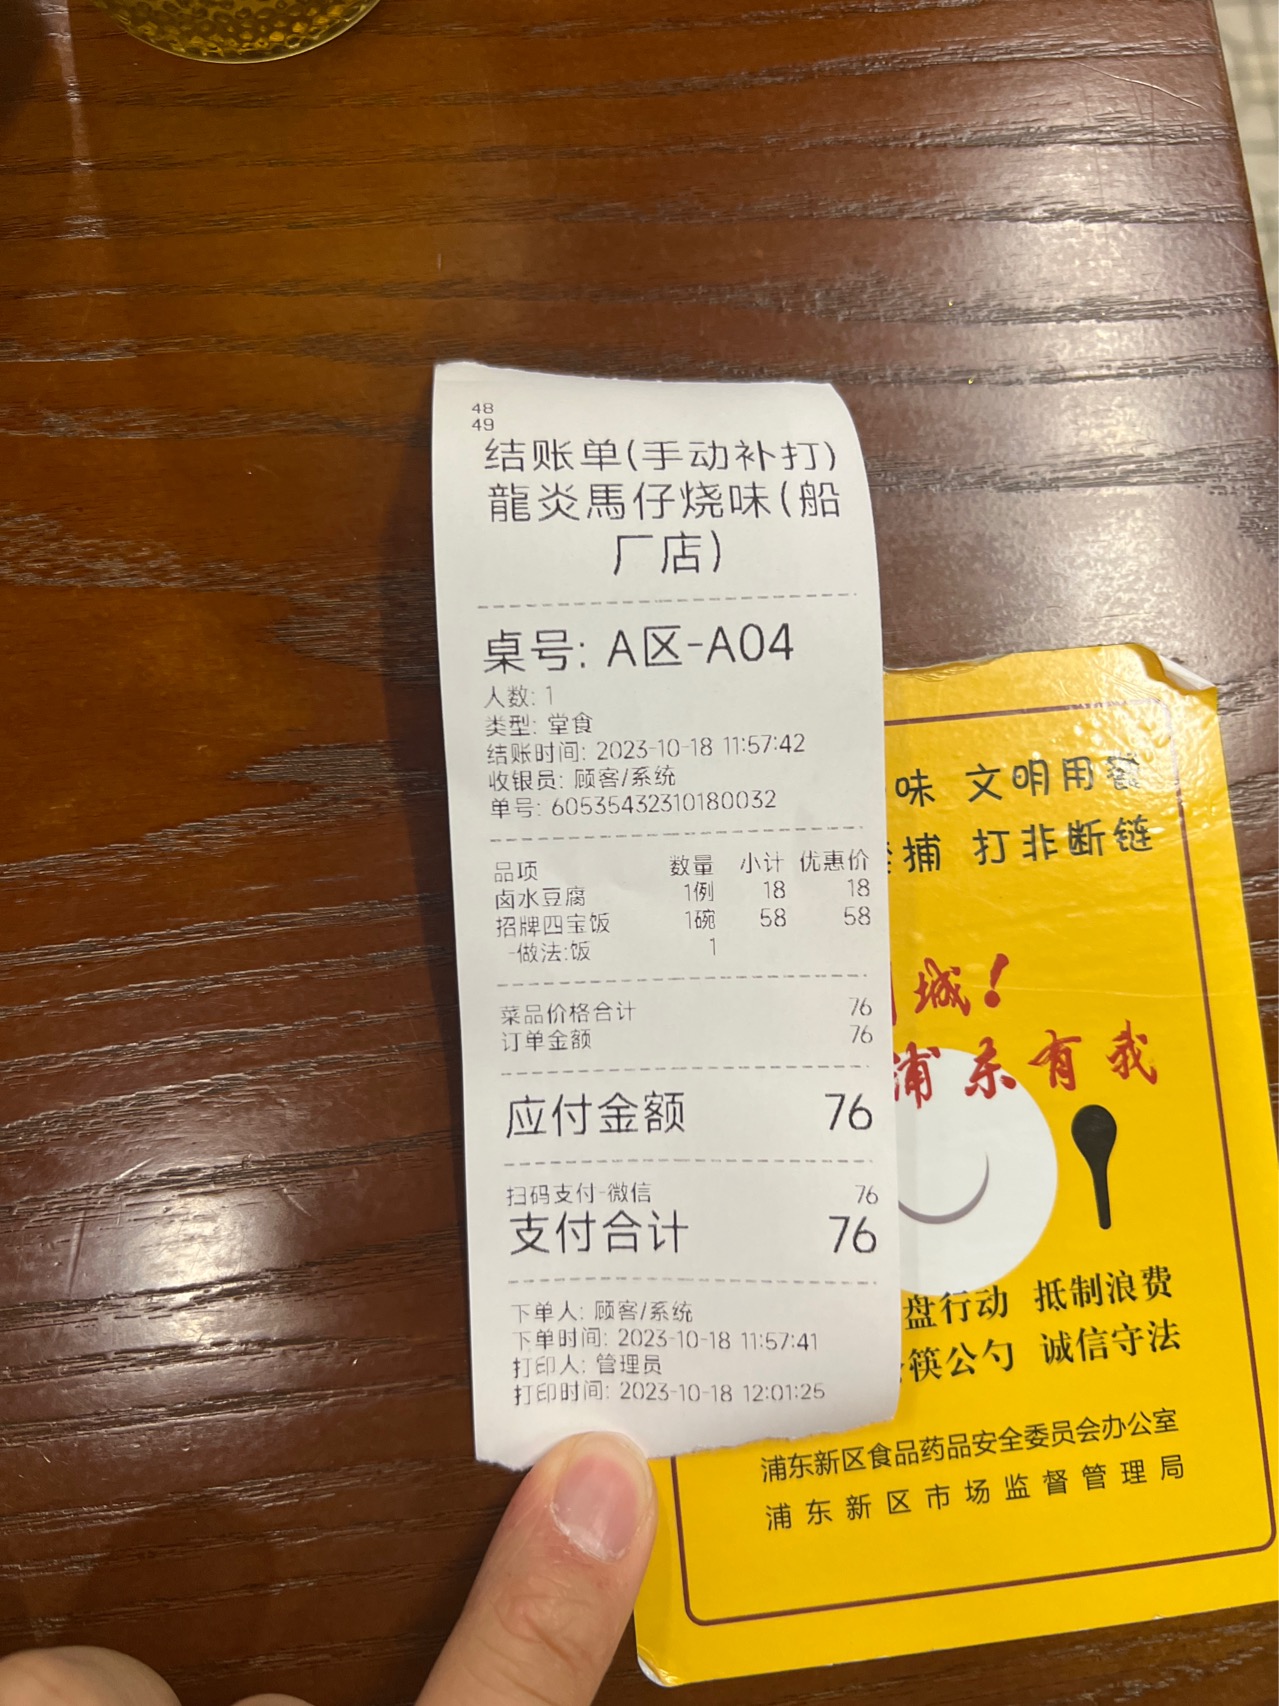 48
49
结账单(手动补打)
龍炎馬仔烧味(船
厂店)
桌号: A区-A04
人数: 1
类型: 堂食
结账时间: 2023-10-18 11:57:42
收银员: 顾客/系统
单号: 60535432310180032
品项 数量 小计 优惠价
卤水豆腐 1例 18 18
招牌四宝饭 1碗 58 58
-做法:饭 1
菜品价格合计 76
订单金额 76
应付金额 76
扫码支付-微信 76
支付合计 76
下单人: 顾客/系统
下单时间: 2023-10-18 11:57:41
打印人: 管理员
打印时间: 2023-10-18 12:01:25
味 文明用餐
捕 打非断链
城!
浦东有我
盘行动 抵制浪费
筷公勺 诚信守法
浦东新区食品药品安全委员会办公室
浦东新区市场监督管理局